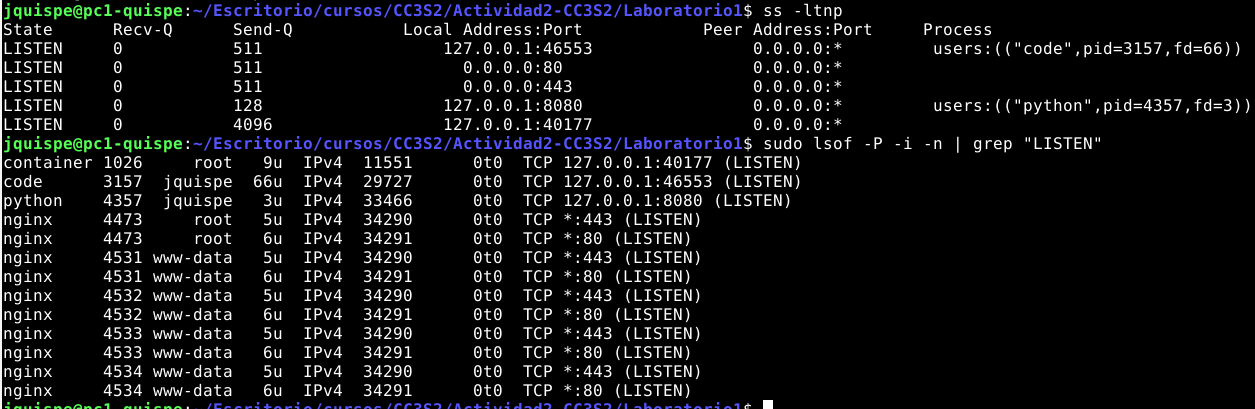 jquispe@pc1-quispe:~/Escritorio/cursos/CC3S2/Actividad2-CC3S2/Laboratorio1$ ss -ltnp
State Recv-Q Send-Q Local Address:Port Peer Address:Port Process
LISTEN 0 511 127.0.0.1:46553 0.0.0.0:* users:(("code",pid=3157,fd=66))
LISTEN 0 511 0.0.0.0:80 0.0.0.0:*
LISTEN 0 511 0.0.0.0:443 0.0.0.0:*
LISTEN 0 128 127.0.0.1:8080 0.0.0.0:* users:(("python",pid=4357,fd=3))
LISTEN 0 4096 127.0.0.1:40177 0.0.0.0:*
jquispe@pc1-quispe:~/Escritorio/cursos/CC3S2/Actividad2-CC3S2/Laboratorio1$ sudo lsof -P -i -n | grep "LISTEN"
container 1026 root 9u IPv4 11551 0t0 TCP 127.0.0.1:40177 (LISTEN)
code 3157 jquispe 66u IPv4 29727 0t0 TCP 127.0.0.1:46553 (LISTEN)
python 4357 jquispe 3u IPv4 33466 0t0 TCP 127.0.0.1:8080 (LISTEN)
nginx 4473 root 5u IPv4 34290 0t0 TCP *:443 (LISTEN)
nginx 4473 root 6u IPv4 34291 0t0 TCP *:80 (LISTEN)
nginx 4531 www-data 5u IPv4 34290 0t0 TCP *:443 (LISTEN)
nginx 4531 www-data 6u IPv4 34291 0t0 TCP *:80 (LISTEN)
nginx 4532 www-data 5u IPv4 34290 0t0 TCP *:443 (LISTEN)
nginx 4532 www-data 6u IPv4 34291 0t0 TCP *:80 (LISTEN)
nginx 4533 www-data 5u IPv4 34290 0t0 TCP *:443 (LISTEN)
nginx 4533 www-data 6u IPv4 34291 0t0 TCP *:80 (LISTEN)
nginx 4534 www-data 5u IPv4 34290 0t0 TCP *:443 (LISTEN)
nginx 4534 www-data 6u IPv4 34291 0t0 TCP *:80 (LISTEN)
jquispe@pc1-quispe:~/Escritorio/cursos/CC3S2/Actividad2-CC3S2/Laboratorio1$